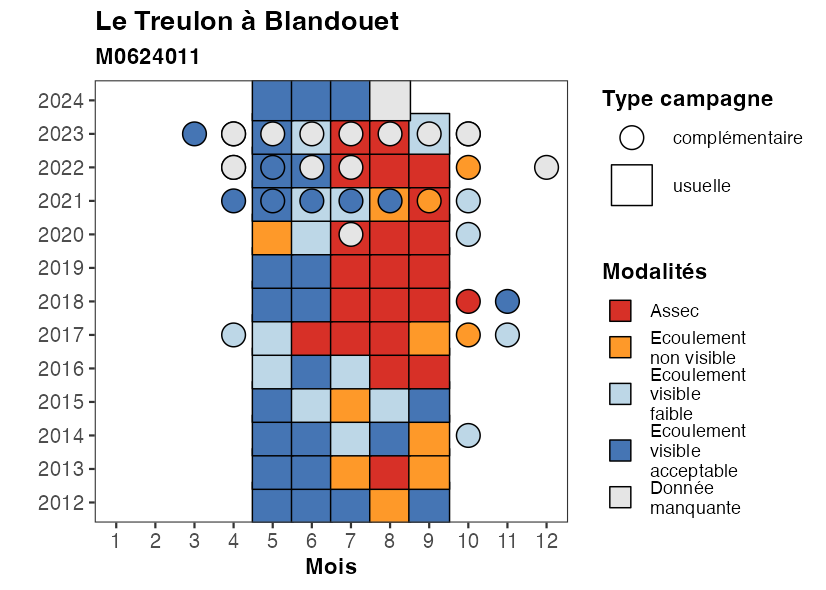 Le Treulon à Blandouet
M0624011
2024
2023
2022
2021
2020
2019
2018
2017
2016
2015
2014
2013
2012
1 2 3 4 5 6 7 8 9 10 11 12
Mois
Type campagne
complémentaire
usuelle
Modalités
Assec
Ecoulement
non visible
Ecoulement
visible
faible
Ecoulement
visible
acceptable
Donnée
manquante